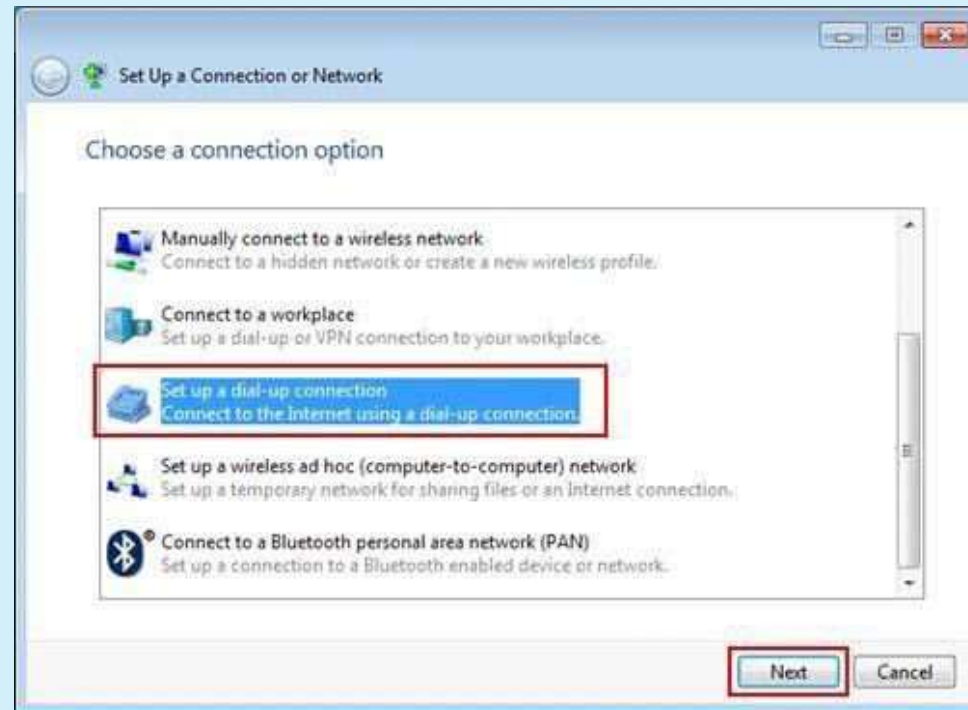 Set Up a Connection or Network
Choose a connection option
Manually connect to a wireless network
Connect to a hidden network or create a new wireless profile.
Connect to a workplace
Set up a dial-up or VPN connection to your workplace.
Set up a dial-up connection
Connect to the Internet using a dial-up connection.
Set up a wireless ad hoc (computer-to-computer) network
Set up a temporary network for sharing files or an Internet connection.
Connect to a Bluetooth personal area network (PAN)
Set up a connection to a Bluetooth enabled device or network.
Next Cancel